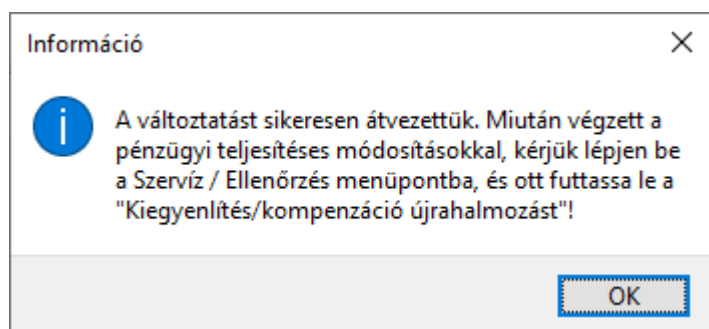 Információ
A változtatást sikeresen átvezettük. Miután végzett a
pénzügyi teljesítéses módosításokkal, kérjük lépjen be
a Szervíz / Ellenőrzés menüpontba, és ott futtassa le a
"Kiegyenlítés/kompenzáció újrahalmozást"!
OK